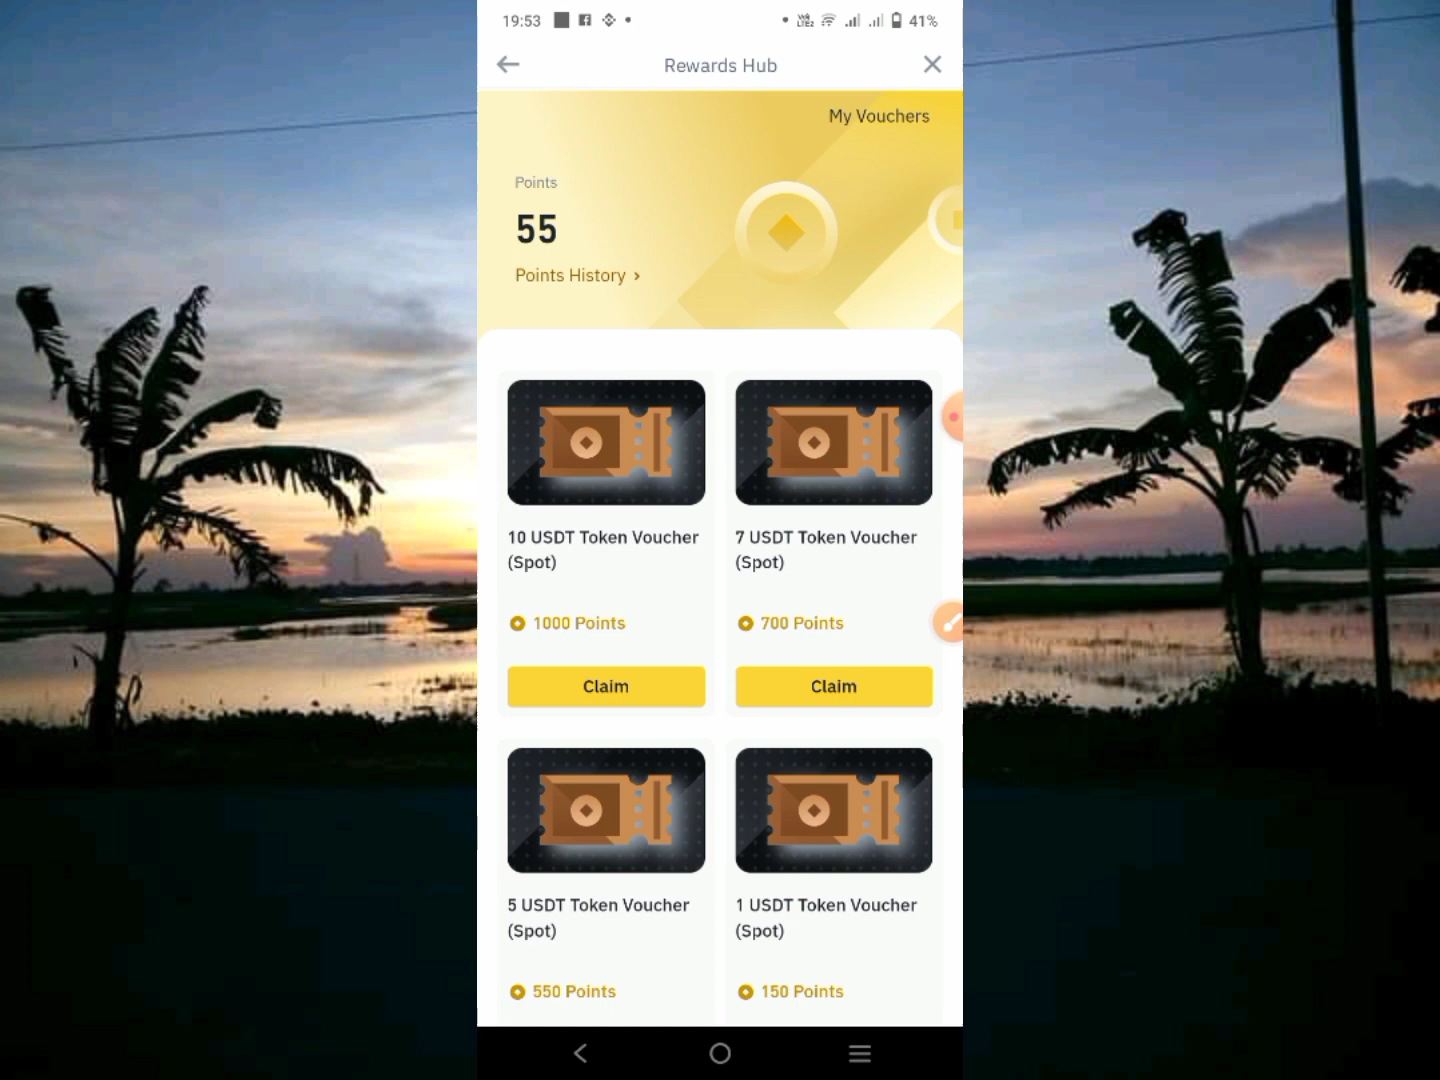 19:53
41%
Rewards Hub
My Vouchers
Points
55
Points History
10 USDT Token Voucher
(Spot)
1000 Points
Claim
7 USDT Token Voucher
(Spot)
700 Points
Claim
5 USDT Token Voucher
(Spot)
550 Points
1 USDT Token Voucher
(Spot)
150 Points